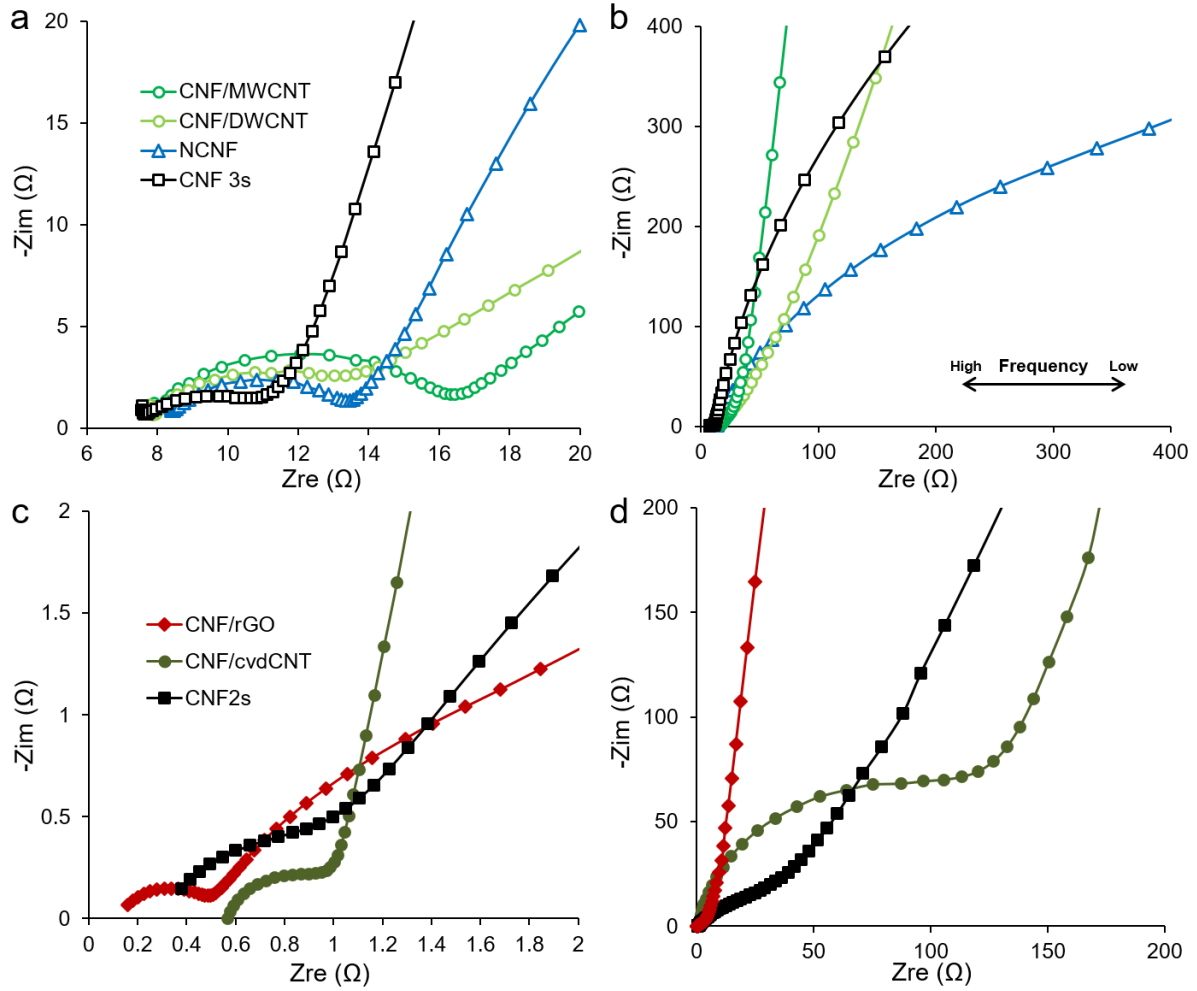 a
20
15
10
5
0
6
8
10
12
14
16
18
20
-Zim (Ω)
Zre (Ω)
CNF/MWCNT
CNF/DWCNT
NCNF
CNF 3s
b
400
300
200
100
0
0
100
200
300
400
-Zim (Ω)
Zre (Ω)
High Frequency Low
c
2
1.5
1
0.5
0
0
0.2
0.4
0.6
0.8
1
1.2
1.4
1.6
1.8
2
-Zim (Ω)
Zre (Ω)
CNF/rGO
CNF/cvdCNT
CNF2s
d
200
150
100
50
0
0
50
100
150
200
-Zim (Ω)
Zre (Ω)